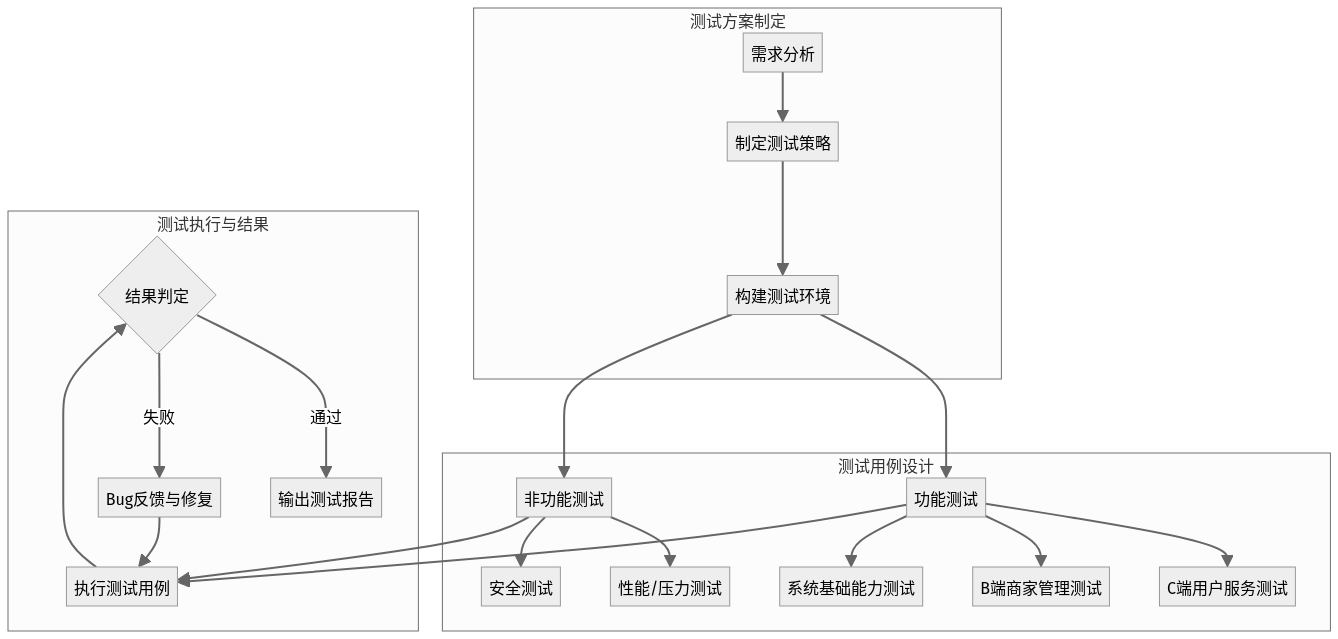 测试方案制定
需求分析
制定测试策略
构建测试环境
测试执行与结果
结果判定
失败
通过
Bug反馈与修复
输出测试报告
执行测试用例
测试用例设计
非功能测试
功能测试
安全测试
性能/压力测试
系统基础能力测试
B端商家管理测试
C端用户服务测试